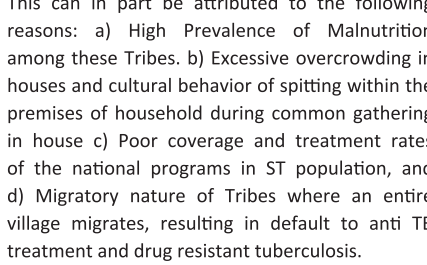 This can in part be attributed to the following
reasons: a) High Prevalence of Malnutrition
among these Tribes. b) Excessive overcrowding in
houses and cultural behavior of spitting within the
premises of household during common gathering
in house c) Poor coverage and treatment rates
of the national programs in ST population, and
d) Migratory nature of Tribes where an entire
village migrates, resulting in default to anti TB
treatment and drug resistant tuberculosis.